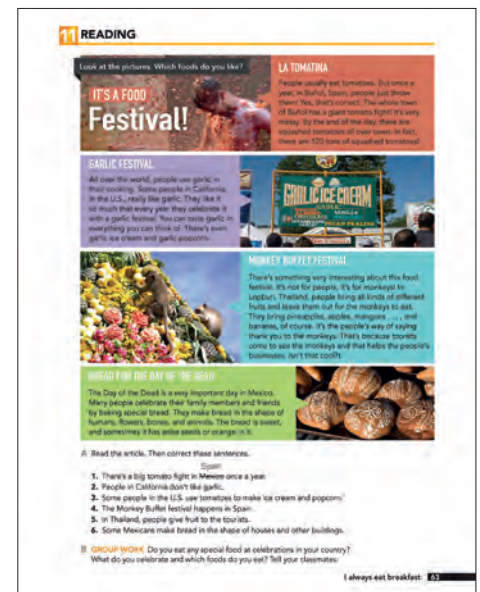 11 READING
Look at the pictures. Which foods do you like?
IT'S A FOOD
Festival!
LA TOMATINA
People usually eat tomatoes. But once a
year, in Buñol, Spain, people just throw
them! Yes, that's correct. The whole town
of Buñol has a giant tomato fight! It's very
messy. By the end of the day, there are
squashed tomatoes all over town. In fact,
there are 120 tons of squashed tomatoes!
GARLIC FESTIVAL
All over the world, people use garlic in
their cooking. Some people in California,
in the U.S., really like garlic. They like it
so much that every year they celebrate it
with a garlic festival. You can taste garlic in
everything you can think of. There's even
garlic ice cream and garlic popcorn.
GARLIC ICE CREAM
MONKEY BUFFET FESTIVAL
There's something very interesting about this food
festival. It's not for people, it's for monkeys! In
Lopburi, Thailand, people bring all kinds of different
fruits and leave them out for the monkeys to eat.
They bring pineapples, apples, mangoes . . . , and
bananas, of course. It's the people's way of saying
thank you to the monkeys. That's because tourists
come to see the monkeys and that helps the people's
businesses. Isn't that cool?!
BREAD FOR THE DAY OF THE DEAD
The Day of the Dead is a very important day in Mexico.
Many people celebrate their family members and friends
by baking special bread. They make bread in the shape of
humans, flowers, bones, and animals. The bread is sweet,
and sometimes it has anise seeds or orange in it.
A Read the article. Then correct these sentences.
Spain
1. There's a big tomato fight in Mexico once a year.
2. People in California don't like garlic.
3. Some people in the U.S. use tomatoes to make ice cream and popcorn.
4. The Monkey Buffet festival happens in Spain.
5. In Thailand, people give fruit to the tourists.
6. Some Mexicans make bread in the shape of houses and other buildings.
B GROUP WORK Do you eat any special food at celebrations in your country?
What do you celebrate and which foods do you eat? Tell your classmates.
I always eat breakfast. 63